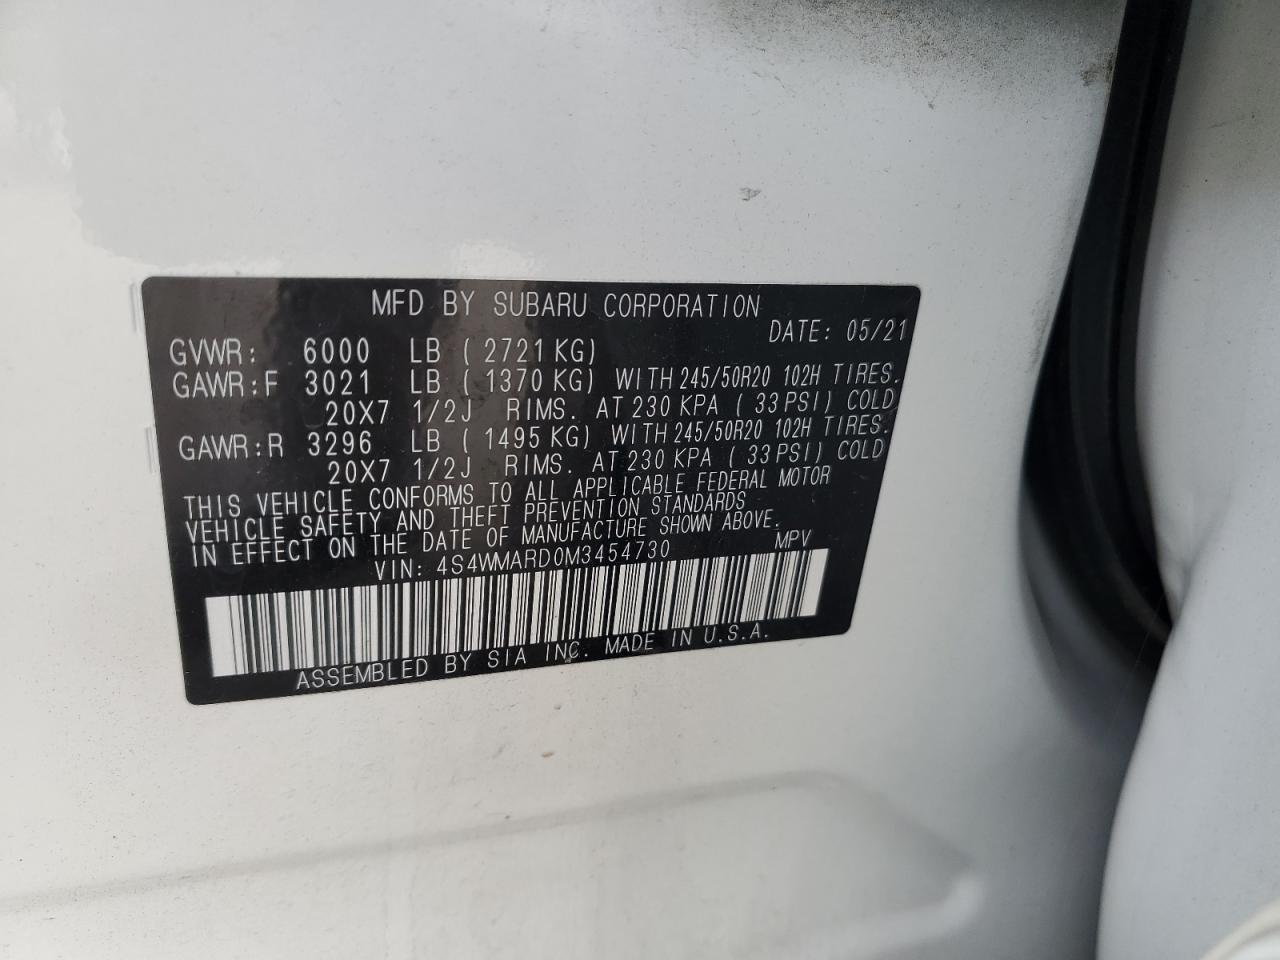 MFD BY SUBARU CORPORATION
DATE: 05/21
GVWR: 6000 LB ( 2721 KG)
GAWR:F 3021 LB ( 1370 KG) WITH 245/50R20 102H TIRES.
20X7 1/2J RIMS. AT 230 KPA ( 33 PSI) COLD
GAWR:R 3296 LB ( 1495 KG) WITH 245/50R20 102H TIRES.
20X7 1/2J RIMS. AT 230 KPA ( 33 PSI) COLD
THIS VEHICLE CONFORMS TO ALL APPLICABLE FEDERAL MOTOR
VEHICLE SAFETY AND THEFT PREVENTION STANDARDS
IN EFFECT ON THE DATE OF MANUFACTURE SHOWN ABOVE.
VIN: 4S4WMARD0M3454730 MPV
ASSEMBLED BY SIA INC. MADE IN U.S.A.